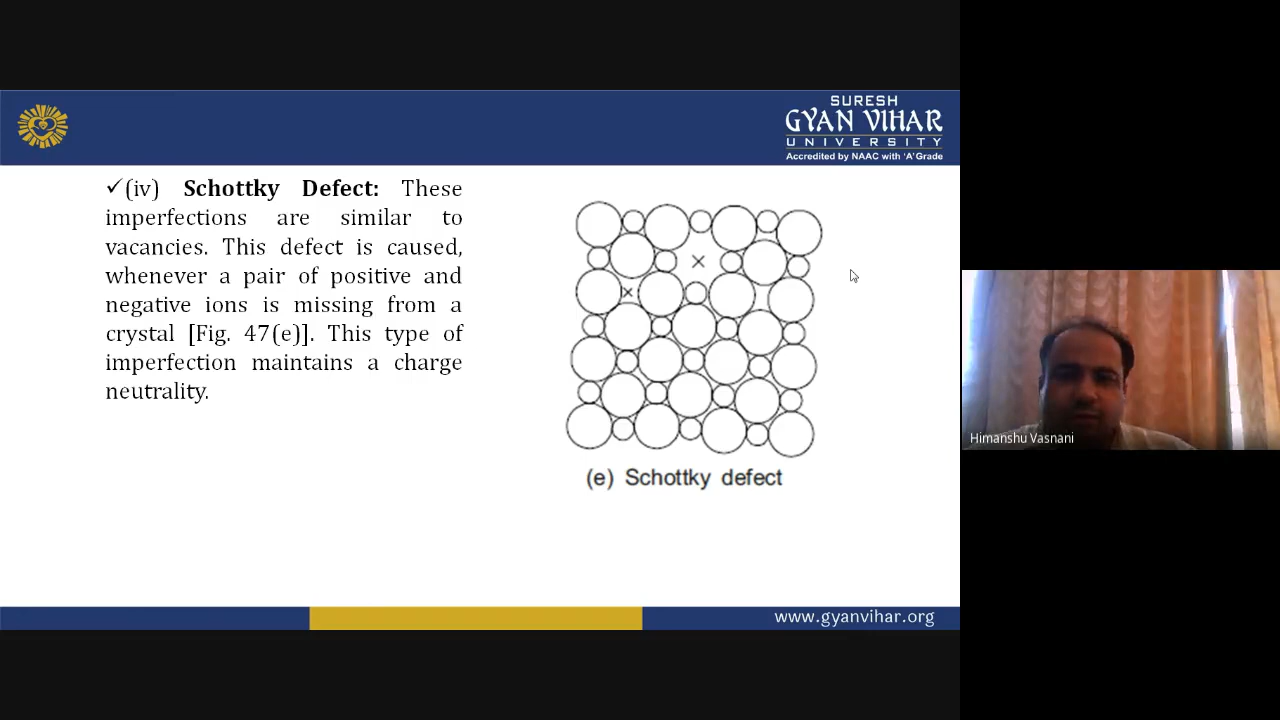 SURESH
GYAN VIHAR
UNIVERSITY
Accredited by NAAC with 'A' Grade
✓(iv) Schottky Defect: These
imperfections are similar to
vacancies. This defect is caused,
whenever a pair of positive and
negative ions is missing from a
crystal [Fig. 47(e)]. This type of
imperfection maintains a charge
neutrality.
(e) Schottky defect
Himanshu Vasnani
www.gyanvihar.org